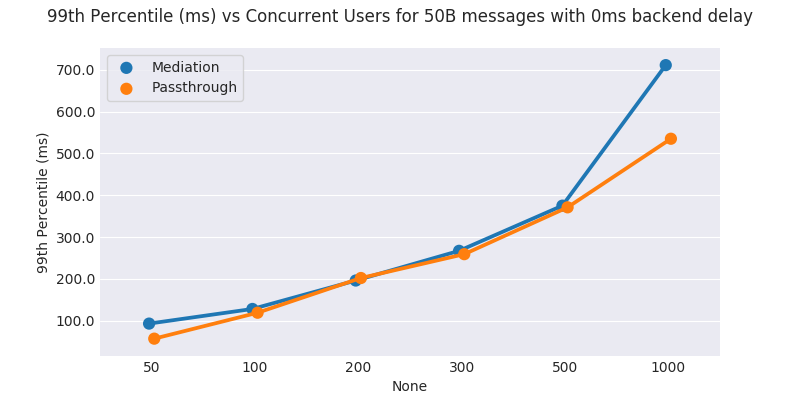 99th Percentile (ms) vs Concurrent Users for 50B messages with 0ms backend delay
Mediation
Passthrough
700.0
600.0
500.0
400.0
300.0
200.0
100.0
99th Percentile (ms)
50 100 200 300 500 1000
None